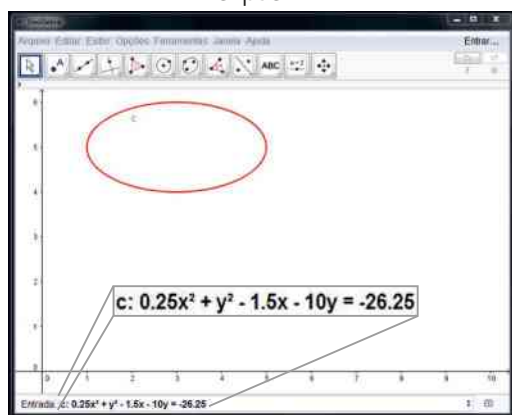 Arquivo Editar Exibir Opções Ferramentas Janela Ajuda
Entrar...
ABC
a=2
6
c
5
4
3
2
c: 0.25x² + y² - 1.5x - 10y = -26.25
1
0
0 1 2 3 4 5 6 7 8 9 10
Entrada: c: 0.25x² + y² - 1.5x - 10y = -26.25